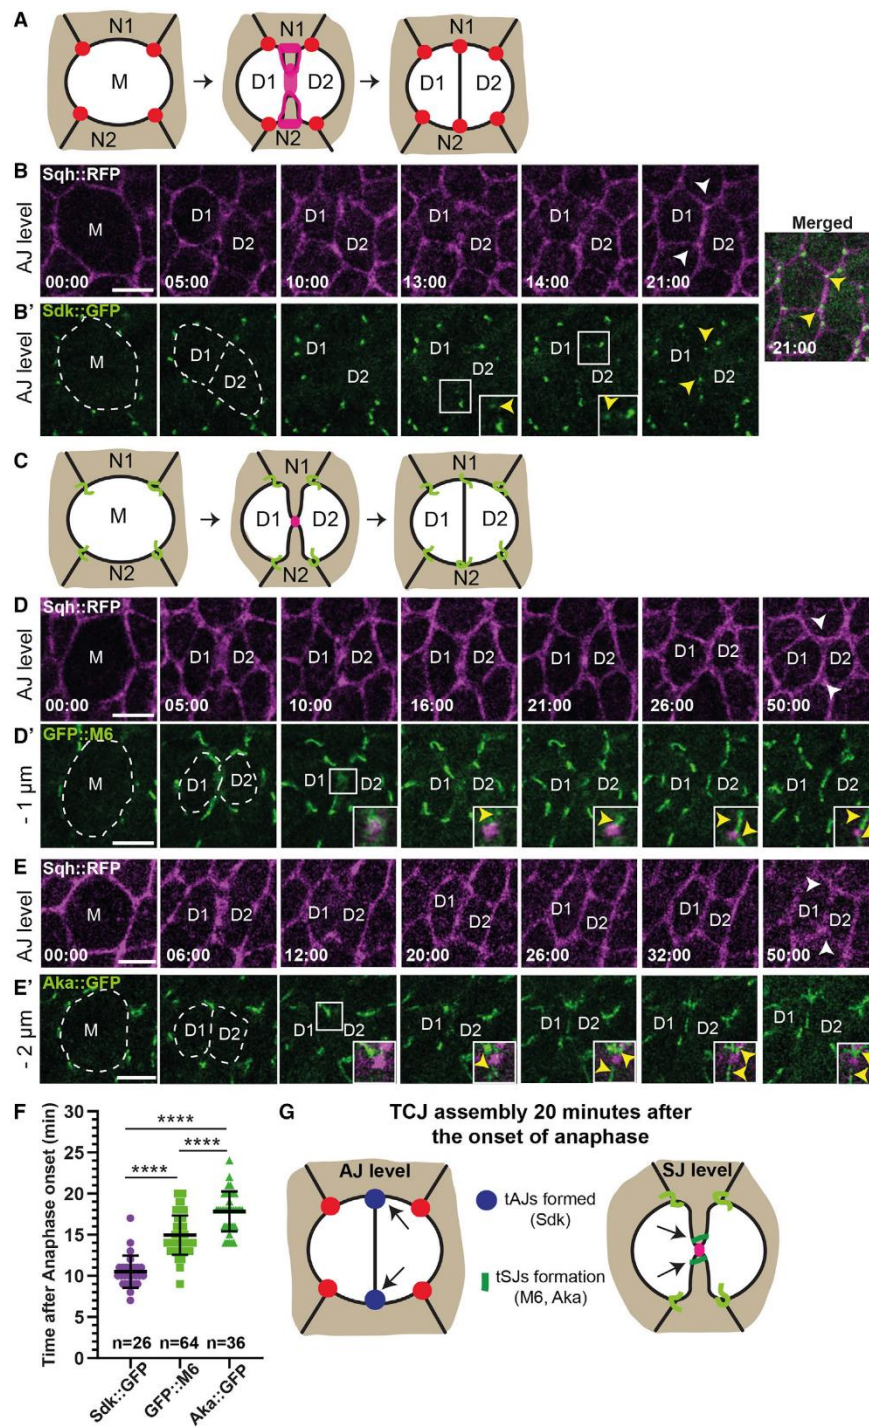 A
N1
M
N2
N1
D1
D2
N2
N1
D1
D2
N2
B
Sqh::RFP
AJ level
M
00:00
D1
D2
05:00
D1
D2
10:00
D1
D2
13:00
D1
D2
14:00
D1
D2
21:00
Merged
21:00
B'
Sdk::GFP
AJ level
M
D1
D2
D1
D2
D1
D2
D1
D2
D1
D2
C
N1
M
N2
N1
D1
D2
N2
N1
D1
D2
N2
D
Sqh::RFP
AJ level
M
00:00
D1
D2
05:00
D1
D2
10:00
D1
D2
16:00
D1
D2
21:00
D1
D2
26:00
D1
D2
50:00
D'
GFP::M6
- 1 µm
M
D1
D2
D1
D2
D1
D2
D1
D2
D1
D2
D1
D2
E
Sqh::RFP
AJ level
M
00:00
D1
D2
06:00
D1
D2
12:00
D1
D2
20:00
D1
D2
26:00
D1
D2
32:00
D1
D2
50:00
E'
Aka::GFP
- 2 µm
M
D1
D2
D1
D2
D1
D2
D1
D2
D1
D2
D1
D2
F
Time after Anaphase onset (min)
30
25
20
15
10
5
0
****
****
****
n=26
n=64
n=36
Sdk::GFP
GFP::M6
Aka::GFP
G
TCJ assembly 20 minutes after
the onset of anaphase
AJ level
tAJs formed
(Sdk)
tSJs formation
(M6, Aka)
SJ level